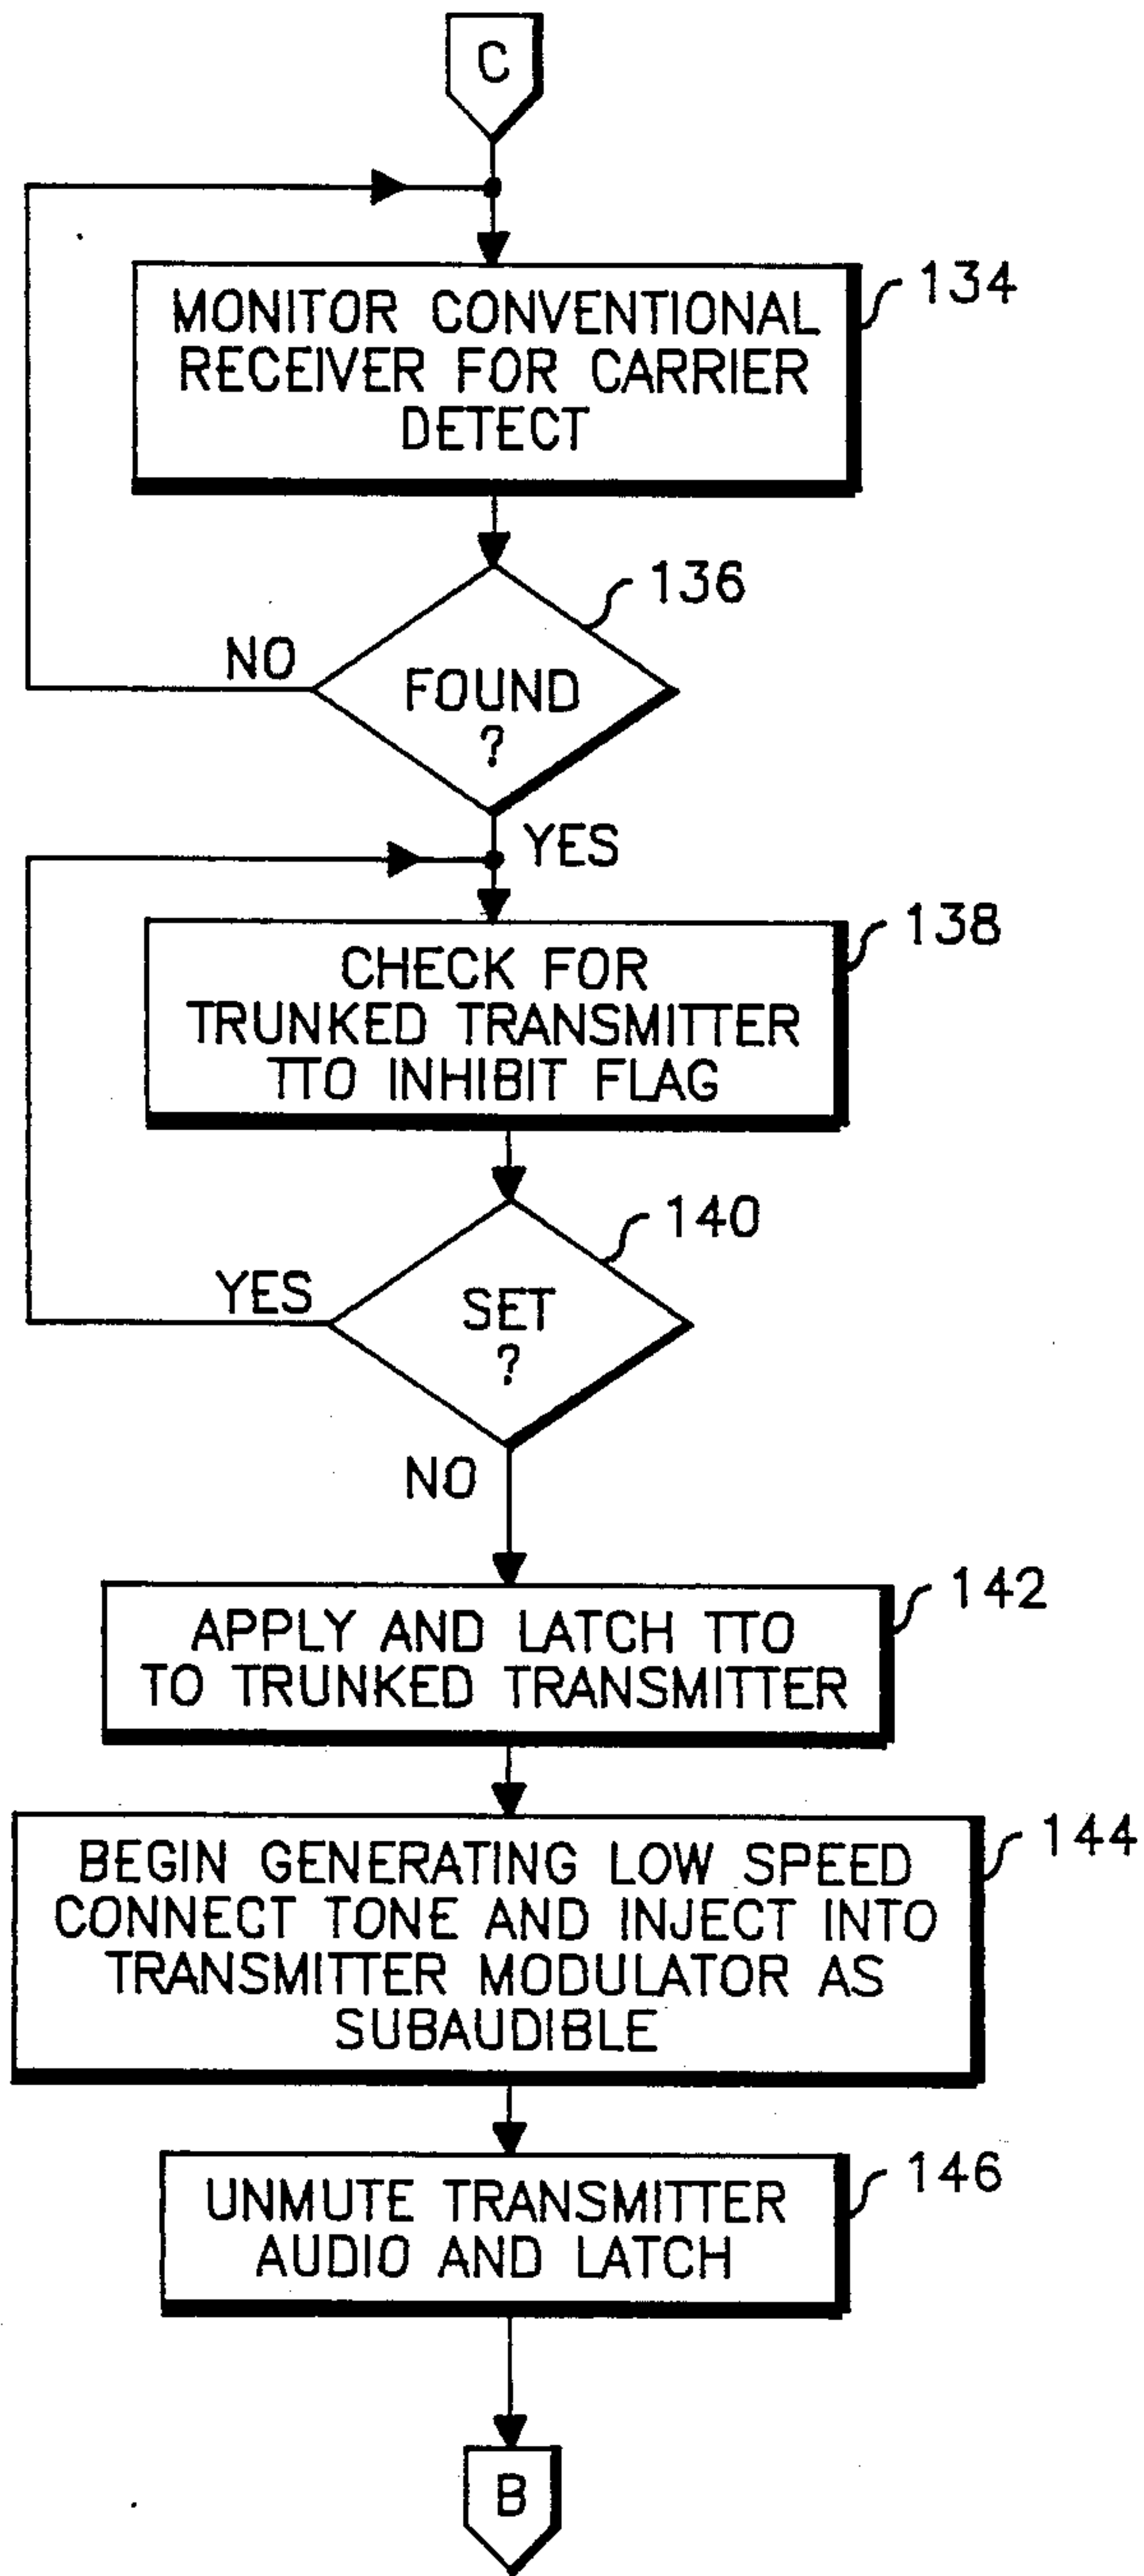 C
134
MONITOR CONVENTIONAL
RECEIVER FOR CARRIER
DETECT
136
NO
FOUND
?
YES
138
CHECK FOR
TRUNKED TRANSMITTER
TTO INHIBIT FLAG
140
YES
SET
?
NO
142
APPLY AND LATCH TTO
TO TRUNKED TRANSMITTER
144
BEGIN GENERATING LOW SPEED
CONNECT TONE AND INJECT INTO
TRANSMITTER MODULATOR AS
SUBAUDIBLE
146
UNMUTE TRANSMITTER
AUDIO AND LATCH
B